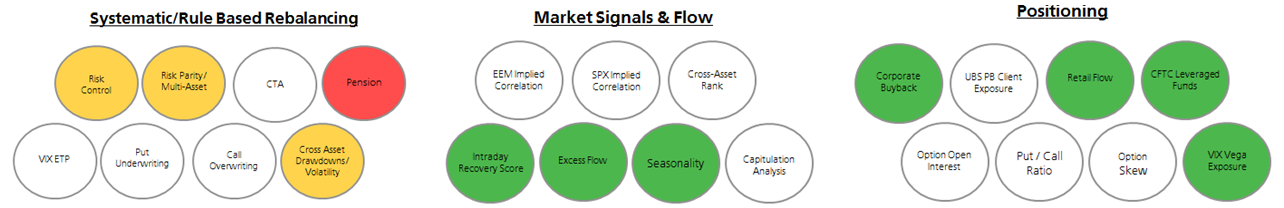 Systematic/Rule Based Rebalancing
Risk
Control
Risk Parity/
Multi-Asset
CTA
Pension
VIX ETP
Put
Underwriting
Call
Overwriting
Cross Asset
Drawdowns/
Volatility
Market Signals & Flow
EEM Implied
Correlation
SPX Implied
Correlation
Cross-Asset
Rank
Intraday
Recovery Score
Excess Flow
Seasonality
Capitulation
Analysis
Positioning
Corporate
Buyback
UBS PB Client
Exposure
Retail Flow
CFTC Leveraged
Funds
Option Open
Interest
Put / Call
Ratio
Option
Skew
VIX Vega
Exposure